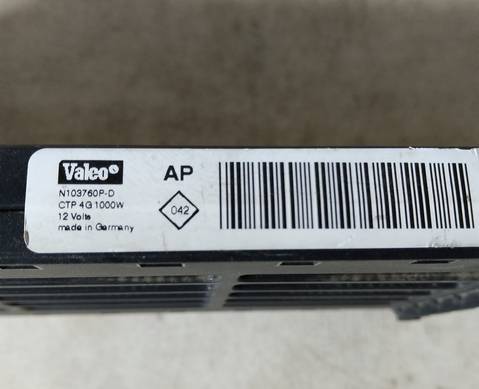 Valeo
N103760P-D
CTP 4G 1000W
12 Volts
made in Germany
AP
042